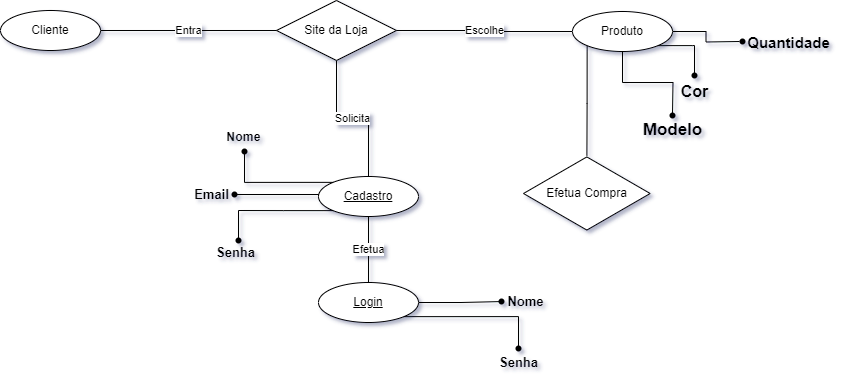 Cliente
Entra
Site da Loja
Escolhe
Produto
Quantidade
Cor
Modelo
Solicita
Nome
Email
Senha
Cadastro
Efetua Compra
Efetua
Login
Nome
Senha